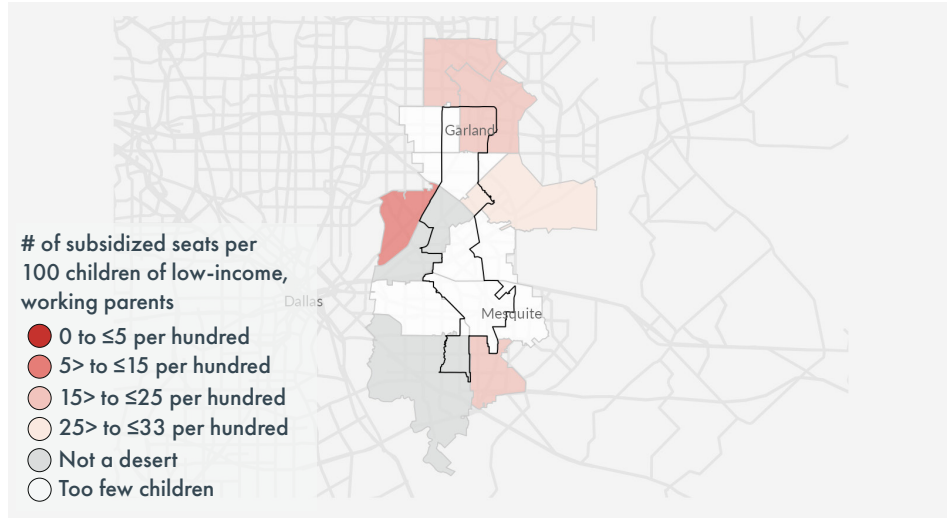 Garland
# of subsidized seats per
100 children of low-income,
working parents
Dallas
Mesquite
0 to ≤5 per hundred
5> to ≤15 per hundred
15> to ≤25 per hundred
25> to ≤33 per hundred
Not a desert
Too few children